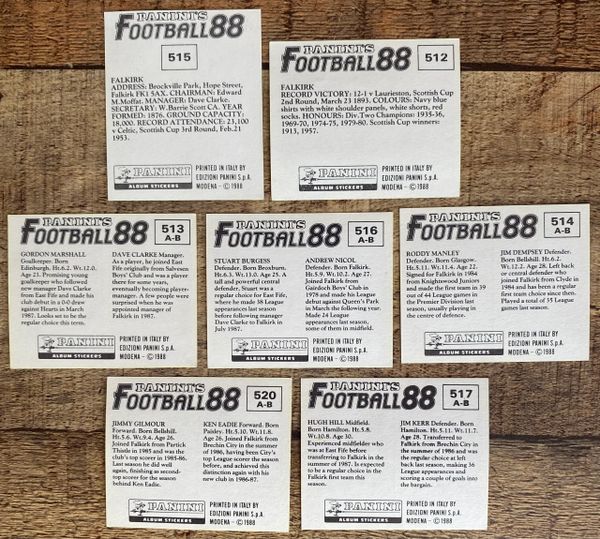 PANINI'S
FOOTBALL 88
515
FALKIRK
ADDRESS: Brockville Park, Hope Street,
Falkirk FK1 5AX. CHAIRMAN: Edward
M.Moffat. MANAGER: Dave Clarke.
SECRETARY: W.Barrie Scott CA. YEAR
FORMED: 1876. GROUND CAPACITY:
18,000. RECORD ATTENDANCE: 23,100
v Celtic, Scottish Cup 3rd Round, Feb.21
1953.
PANINI
ALBUM STICKERS
PRINTED IN ITALY BY
EDIZIONI PANINI S.p.A.
MODENA - © 1988
PANINI'S
FOOTBALL 88
512
FALKIRK
RECORD VICTORY: 12-1 v Laurieston, Scottish Cup
2nd Round, March 23 1893. COLOURS: Navy blue
shirts with white shoulder panels, white shorts, red
socks. HONOURS: Div.Two Champions: 1935-36,
1969-70, 1974-75, 1979-80. Scottish Cup winners:
1913, 1957.
PANINI
ALBUM STICKERS
PRINTED IN ITALY BY
EDIZIONI PANINI S.p.A.
MODENA - © 1988
PANINI'S
FOOTBALL 88
513
A-B
GORDON MARSHALL
Goalkeeper. Born
Edinburgh. Ht.6.2. Wt.12.0.
Age 23. Promising young
goalkeeper who followed
new manager Dave Clarke
from East Fife and made his
club debut in a 0-0 draw
against Hearts in March
1987. Looks set to be the
regular choice this term.
DAVE CLARKE Manager.
As a player, he joined East
Fife originally from Salvesen
Boys' Club and was a player
there for some years,
eventually becoming player-
manager. A few people were
surprised when he was
appointed manager of
Falkirk in 1987.
PANINI
ALBUM STICKERS
PRINTED IN ITALY BY
EDIZIONI PANINI S.p.A.
MODENA - © 1988
PANINI'S
FOOTBALL 88
516
A-B
STUART BURGESS
Defender. Born Broxburn.
Ht.6.3. Wt.13.0. Age 25. A
tall and powerful central
defender, Stuart was a
regular choice for East Fife,
where he made 38 League
appearances last season
before following manager
Dave Clarke to Falkirk in
July 1987.
ANDREW NICOL
Defender. Born Falkirk.
Ht.5.9. Wt.10.2. Age 27.
Joined Falkirk from
Gairdoch Boys' Club in
1978 and made his League
debut against Queen's Park
in March the following year.
Made 24 League
appearances last season,
some of them in midfield.
PANINI
ALBUM STICKERS
PRINTED IN ITALY BY
EDIZIONI PANINI S.p.A.
MODENA - © 1988
PANINI'S
FOOTBALL 88
514
A-B
RODDY MANLEY
Defender. Born Glasgow.
Ht.5.11. Wt.11.4. Age 22.
Signed for Falkirk in 1984
from Knightswood Juniors
and made the first team in 39
out of 44 League games in
the Premier Division last
season, usually playing in
the centre of defence.
JIM DEMPSEY Defender.
Born Bellshill. Ht.6.2.
Wt.12.2. Age 28. Left back
or central defender who
joined Falkirk from Clyde in
1984 and has been a regular
first team choice since then.
Played a total of 35 League
games last season.
PANINI
ALBUM STICKERS
PRINTED IN ITALY BY
EDIZIONI PANINI S.p.A.
MODENA - © 1988
PANINI'S
FOOTBALL 88
520
A-B
JIMMY GILMOUR
Forward. Born Bellshill.
Ht.5.6. Wt.9.4. Age 26.
Joined Falkirk from Partick
Thistle in 1985 and was the
club's top scorer in 1985-86.
Last season he did well
again, finishing as second-
top scorer for the season
behind Ken Eadie.
KEN EADIE Forward. Born
Paisley. Ht.5.10. Wt.11.8.
Age 26. Joined Falkirk from
Brechin City in the summer
of 1986, having been City's
top League scorer the season
before, and achieved this
distinction again with his
new club in 1986-87.
PANINI
ALBUM STICKERS
PRINTED IN ITALY BY
EDIZIONI PANINI S.p.A.
MODENA - © 1988
PANINI'S
FOOTBALL 88
517
A-B
HUGH HILL Midfield.
Born Hamilton. Ht.5.8.
Wt.10.8. Age 30.
Experienced midfielder who
was at East Fife before
transferring to Falkirk in the
summer of 1987. Is expected
to be a regular choice in the
Falkirk midfield throughout
this season.
JIM KERR Defender. Born
Hamilton. Ht.5.11. Wt.11.7.
Age 28. Transferred to
Falkirk from Brechin City in
the summer of 1986 and was
the regular choice at left
back last season, making 36
League appearances and
scoring a couple of goals into
the bargain.
PANINI
ALBUM STICKERS
PRINTED IN ITALY BY
EDIZIONI PANINI S.p.A.
MODENA - © 1988